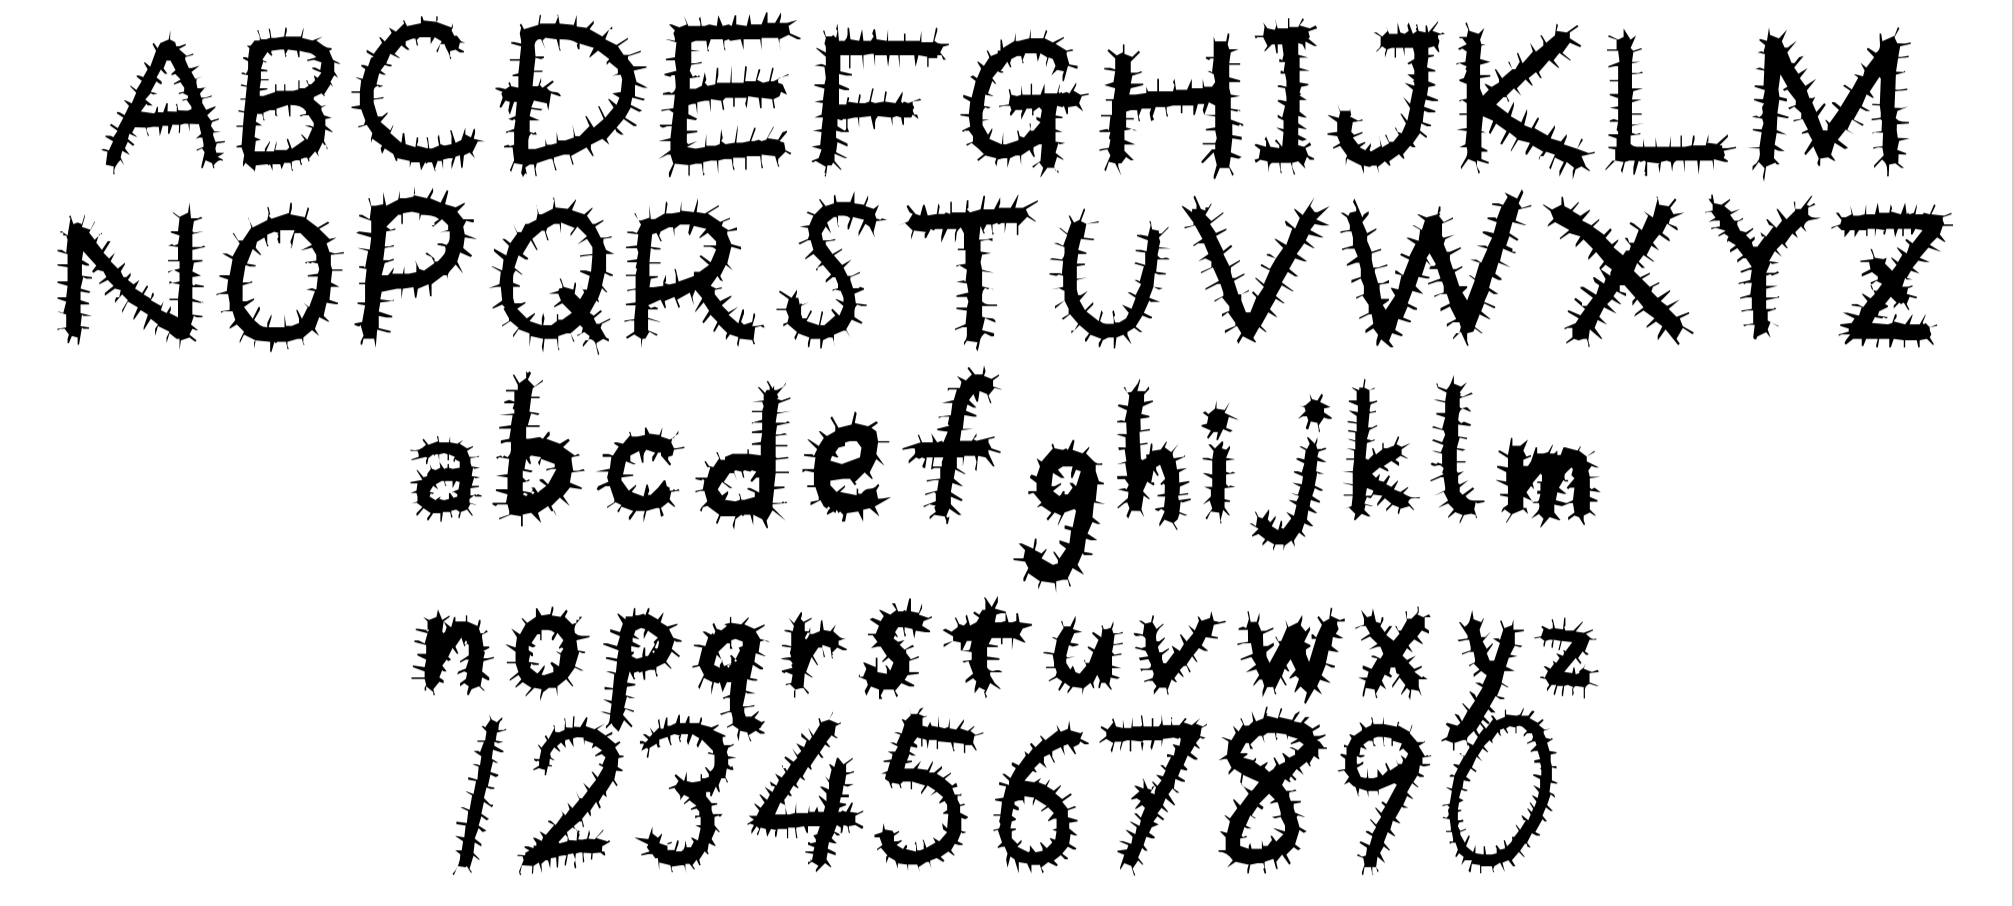 ABCDEFGHIJKLM
NOPQRSTUVWXYZ
abcdefghijklm
nopqrstuvwxyz
1234567890